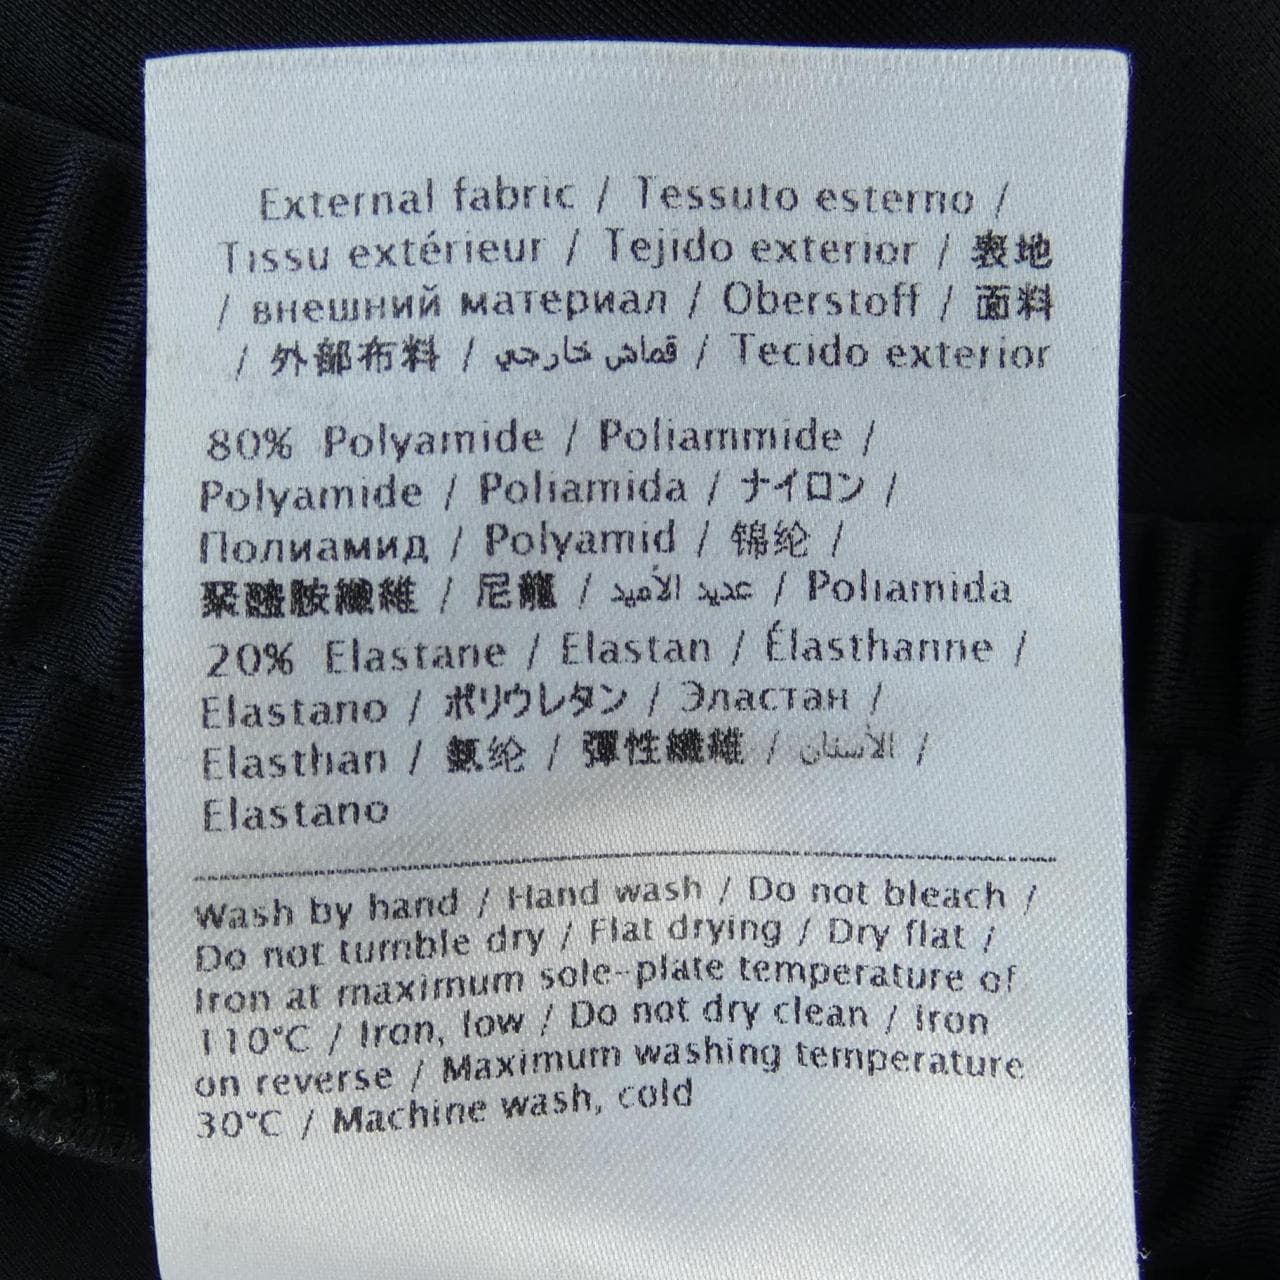 External fabric / Tessuto esterno /
Tissu extérieur / Tejido exterior / 表地
/ внешний материал / Oberstoff / 面料
/ 外部布料 / قماش خارجي / Tecido exterior
80% Polyamide / Poliammide /
Polyamide / Poliamida / ナイロン /
Полиамид / Polyamid / 锦纶 /
聚醯胺纖維 / 尼龍 / عديد الأميد / Poliamida
20% Elastane / Elastan / Élasthanne /
Elastano / ポリウレタン / Эластан /
Elasthan / 氨纶 / 彈性纖維 / الأستان /
Elastano
Wash by hand / Hand wash / Do not bleach /
Do not tumble dry / Flat drying / Dry flat /
Iron at maximum sole-plate temperature of
110°C / Iron, low / Do not dry clean / Iron
on reverse / Maximum washing temperature
30°C / Machine wash, cold